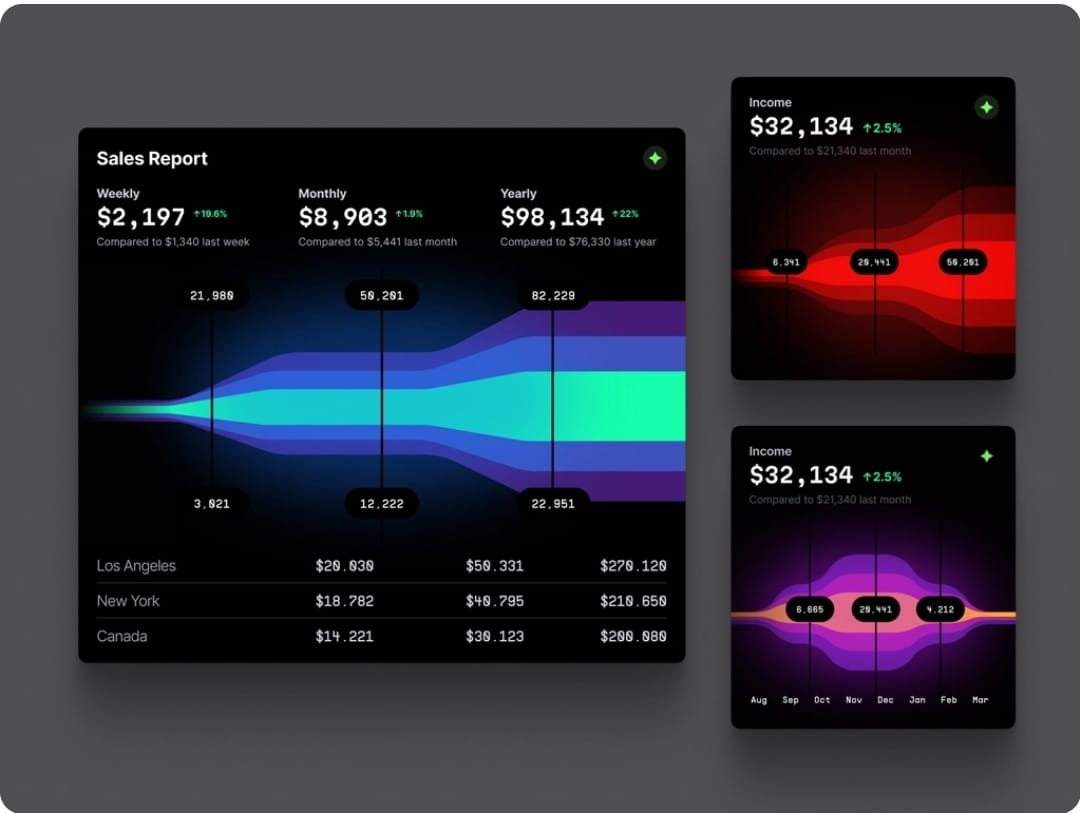 Sales Report
Weekly
$2,197 ↑19.6%
Compared to $1,340 last week
Monthly
$8,903 ↑1.9%
Compared to $5,441 last month
Yearly
$98,134 ↑22%
Compared to $76,330 last year
21,980 50,201 82,229
3,021 12,222 22,951
Los Angeles $20.030 $50.331 $270.120
New York $18.782 $40.795 $210.650
Canada $14.221 $30.123 $200.080
Income
$32,134 ↑2.5%
Compared to $21,340 last month
6,341 20,441 50,201
Income
$32,134 ↑2.5%
Compared to $21,340 last month
6,665 20,441 4,212
Aug Sep Oct Nov Dec Jan Feb Mar